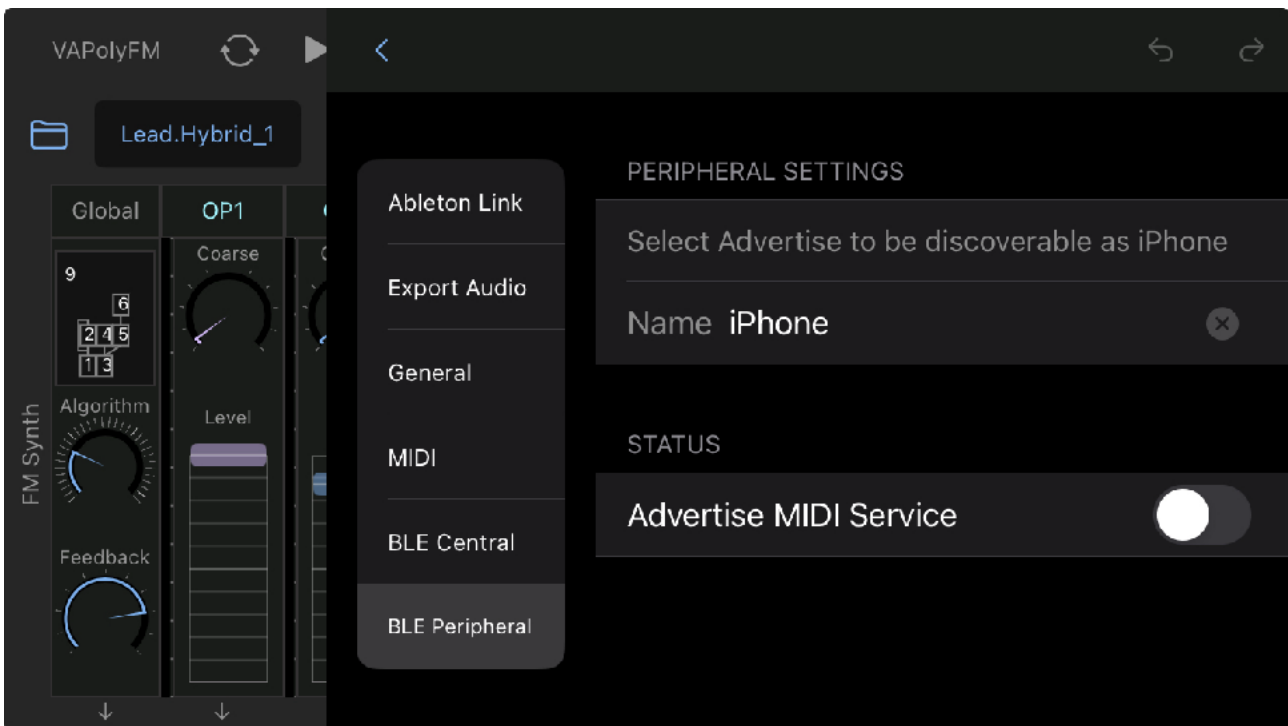 VAPolyFM
Lead.Hybrid_1
Global
OP1
Coarse
9
6
2 4 5
1 3
Algorithm
Level
FM Synth
Feedback
Ableton Link
Export Audio
General
MIDI
BLE Central
BLE Peripheral
PERIPHERAL SETTINGS
Select Advertise to be discoverable as iPhone
Name iPhone
STATUS
Advertise MIDI Service